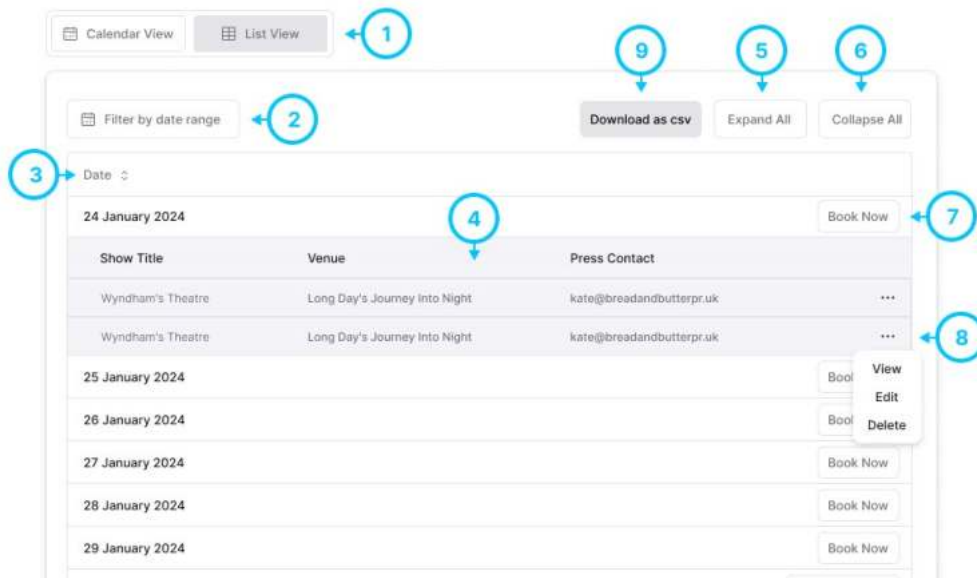 Calendar View List View 1
9 5 6
Filter by date range 2 Download as csv Expand All Collapse All
3 Date
24 January 2024 4 Book Now 7
Show Title Venue Press Contact
Wyndham's Theatre Long Day's Journey Into Night kate@breadandbutterpr.uk ...
Wyndham's Theatre Long Day's Journey Into Night kate@breadandbutterpr.uk ... 8
25 January 2024 View
Edit
26 January 2024 Delete
27 January 2024 Book Now
28 January 2024 Book Now
29 January 2024 Book Now